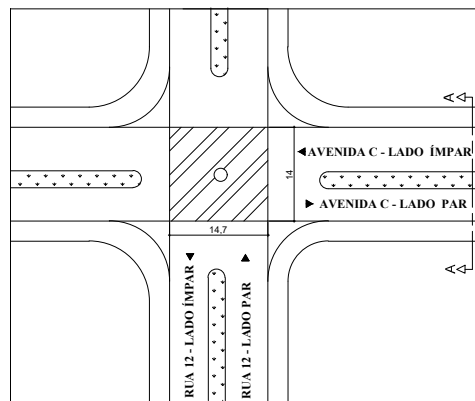 A
◄ AVENIDA C - LADO ÍMPAR
14
► AVENIDA C - LADO PAR
14,7
A
RUA 12 - LADO ÍMPAR
RUA 12 - LADO PAR